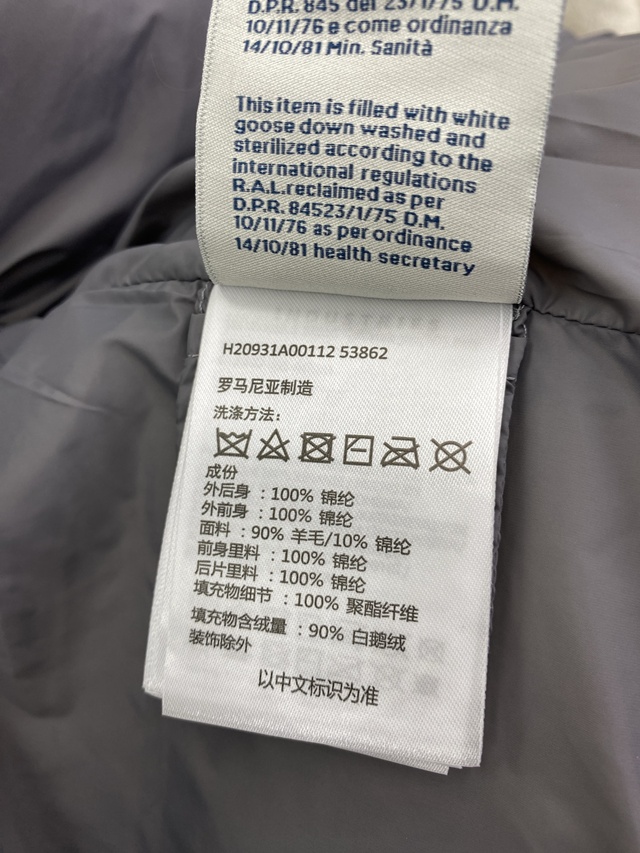 D.P.R. 845 del 23/1/75 D.M.
10/11/76 e come ordinanza
14/10/81 Min. Sanità
This item is filled with white
goose down washed and
sterilized according to the
international regulations
R.A.L.reclaimed as per
D.P.R. 84523/1/75 D.M.
10/11/76 as per ordinance
14/10/81 health secretary
H20931A00112 53862
罗马尼亚制造
洗涤方法：
成份
外后身 ：100% 锦纶
外前身 ：100% 锦纶
面料 ：90% 羊毛/10% 锦纶
前身里料 ：100% 锦纶
后片里料 ：100% 锦纶
填充物细节 ：100% 聚酯纤维
填充物含绒量 ：90% 白鹅绒
装饰除外
以中文标识为准